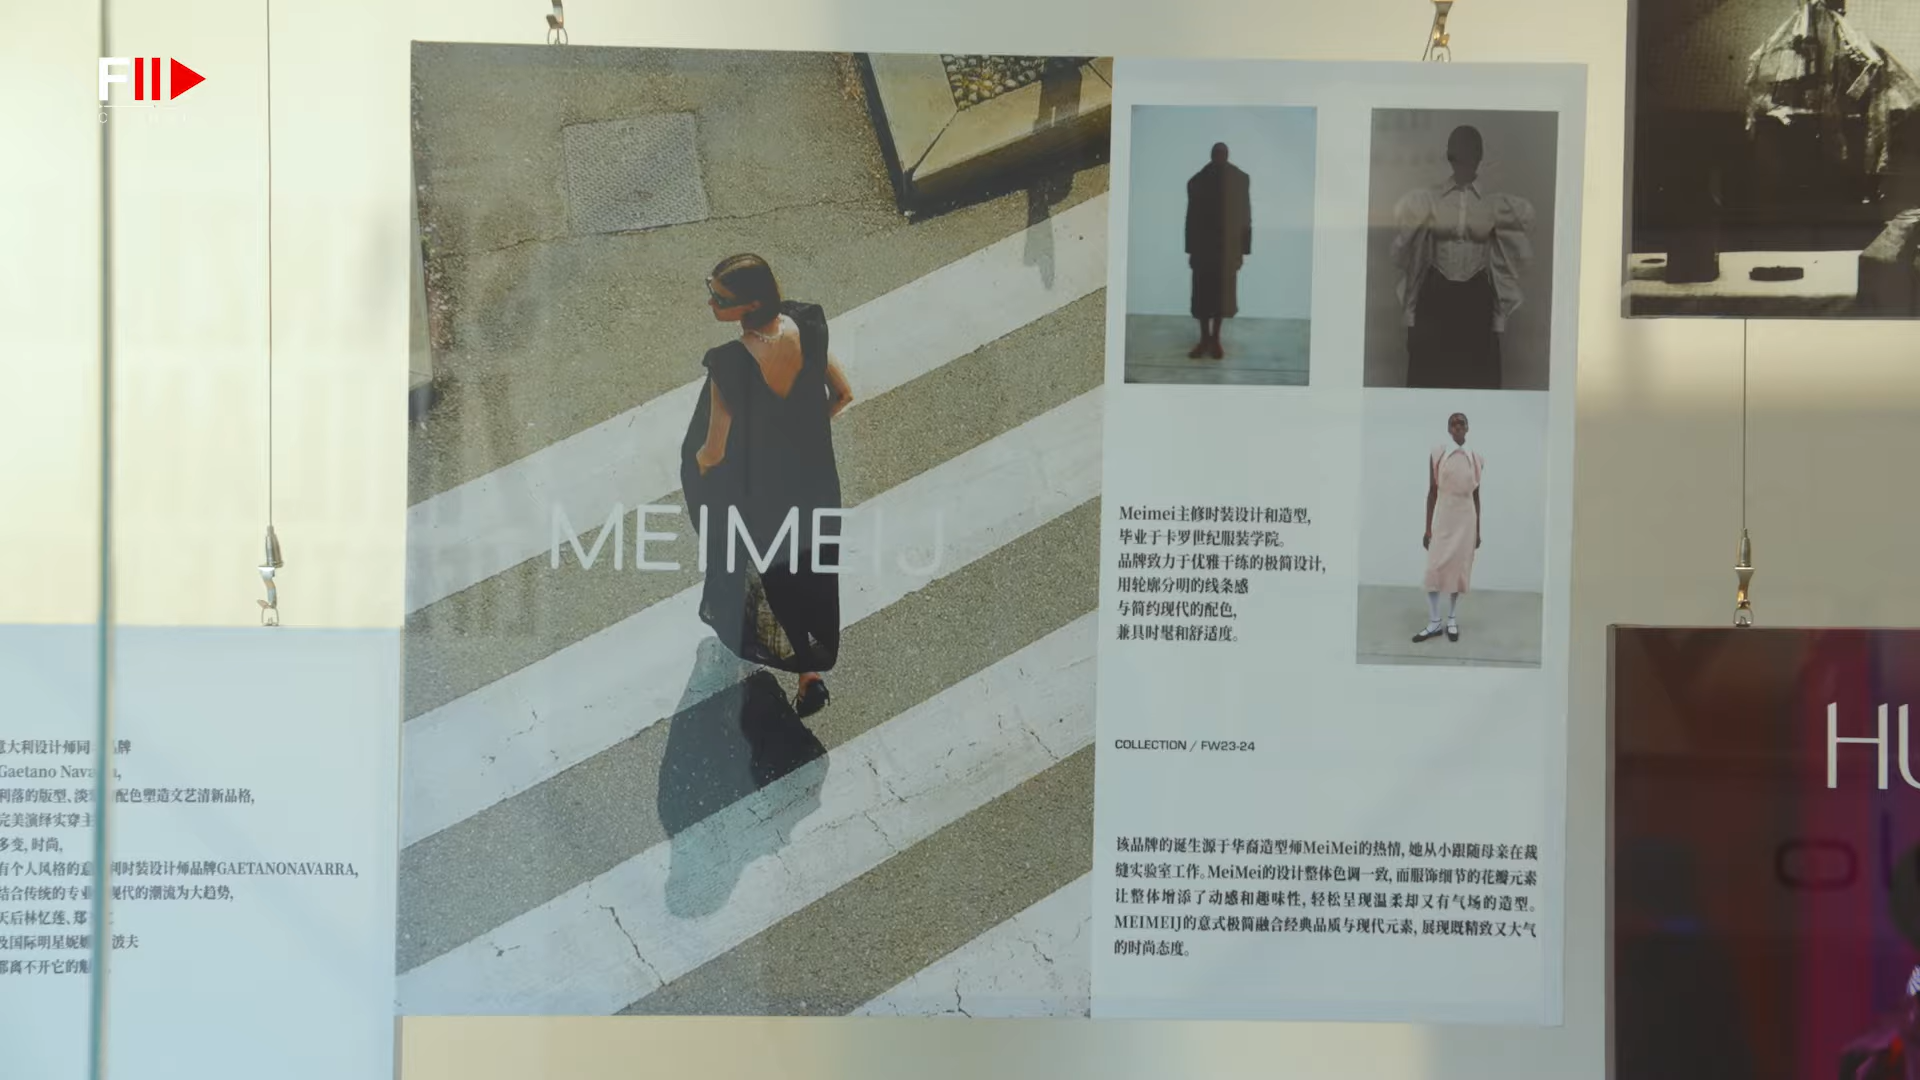 F
MEIMEIJ
Meimei主修时装设计和造型,
毕业于卡罗世纪服装学院。
品牌致力于优雅干练的极简设计,
用轮廓分明的线条感
与简约现代的配色,
兼具时髦和舒适度。
COLLECTION / FW23-24
该品牌的诞生源于华裔造型师MeiMei的热情, 她从小跟随母亲在裁
缝实验室工作。MeiMei的设计整体色调一致, 而服饰细节的花瓣元素
让整体增添了动感和趣味性, 轻松呈现温柔却又有气场的造型。
MEIMEIJ的意式极简融合经典品质与现代元素, 展现既精致又大气
的时尚态度。
意大利设计师同 品牌
Gaetano
利落的版型、 配色塑造文艺清新品格,
完美演绎实穿主
多变, 时尚,
有个人风格的意 利时装设计师品牌GAETANONAVARRA,
结合传统的专业 现代的潮流为大趋势,
天后林忆莲、郑
及国际明星妮 波夫
都离不开它的
HU